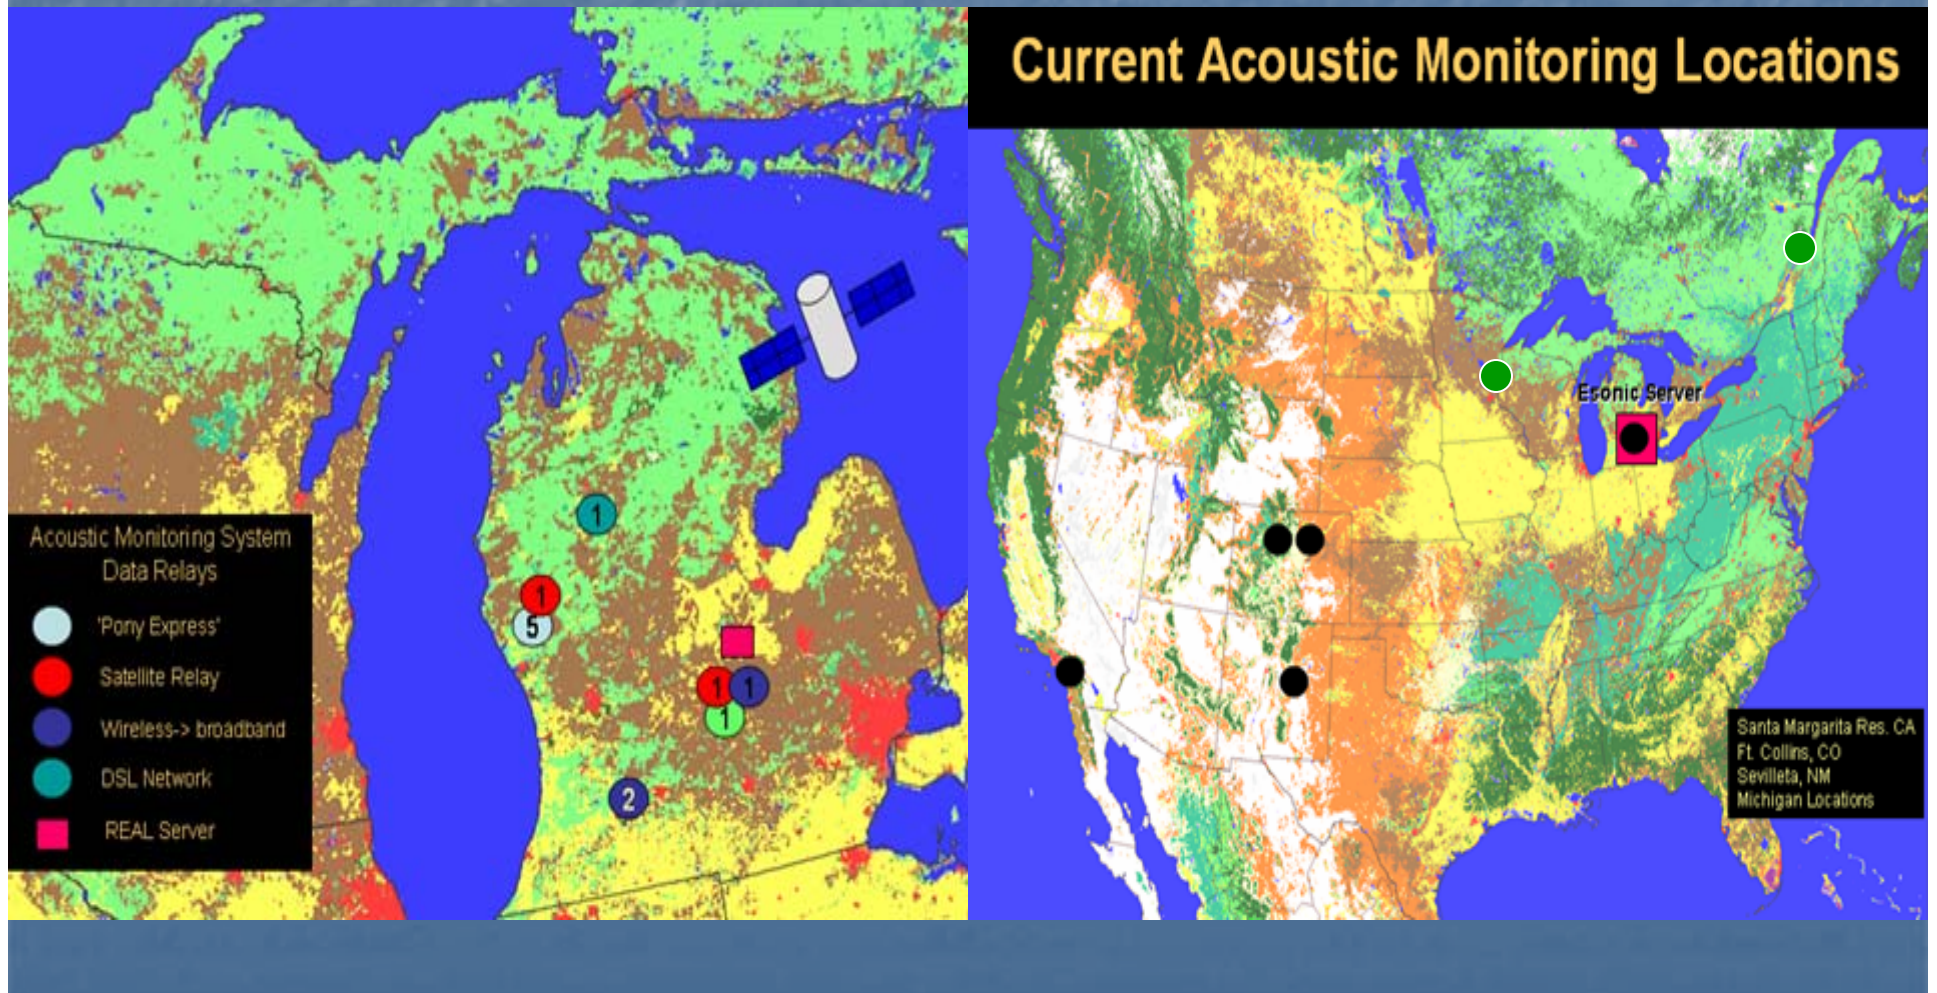 Current Acoustic Monitoring Locations
Esonic Server
1
1
5
1
1
1
2
Acoustic Monitoring System
Data Relays
'Pony Express'
Satellite Relay
Wireless-> broadband
DSL Network
REAL Server
Santa Margarita Res. CA
Ft. Collins, CO
Sevilleta, NM
Michigan Locations